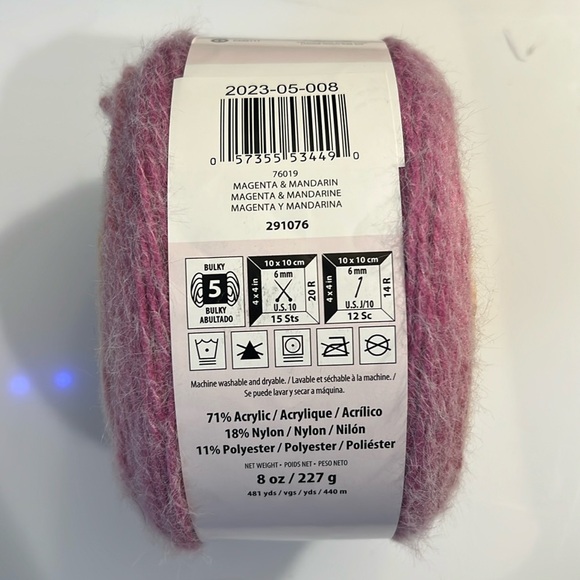 2023-05-008
0 57355 53449 0
76019
MAGENTA & MANDARIN
MAGENTA & MANDARINE
MAGENTA Y MANDARINA
291076
BULKY
5
BULKY
ABULTADO
10 x 10 cm
4 x 4 in
6 mm
20 R
U.S. 10
15 Sts
10 x 10 cm
4 x 4 in
6 mm
14 R
U.S. J/10
12 Sc
Machine washable and dryable. / Lavable et séchable à la machine. /
Se puede lavar y secar a máquina.
71% Acrylic / Acrylique / Acrílico
18% Nylon / Nylon / Nilón
11% Polyester / Polyester / Poliéster
NET WEIGHT • POIDS NET • PESO NETO
8 oz / 227 g
481 yds / vgs / yds / 440 m